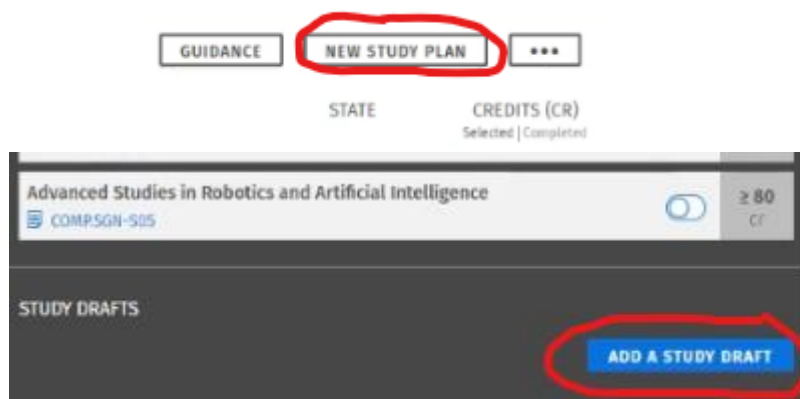 GUIDANCE NEW STUDY PLAN •••
STATE CREDITS (CR)
Selected | Completed
Advanced Studies in Robotics and Artificial Intelligence
≥ 80
COMP.SGN-S05 cr
STUDY DRAFTS
ADD A STUDY DRAFT